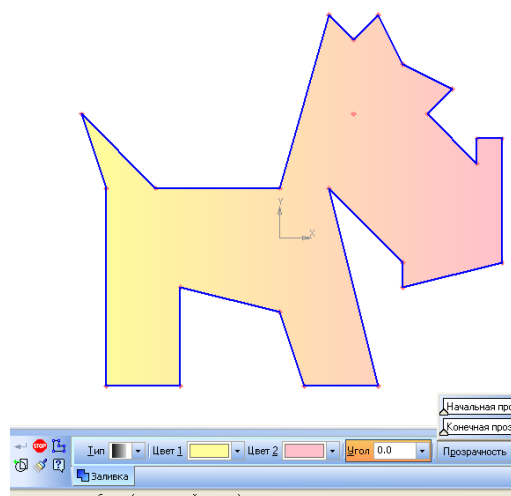 Y
X
Начальная про
Конечная проз
STOP
Тип
Цвет 1
Цвет 2
Угол 0.0
Прозрачность
Заливка